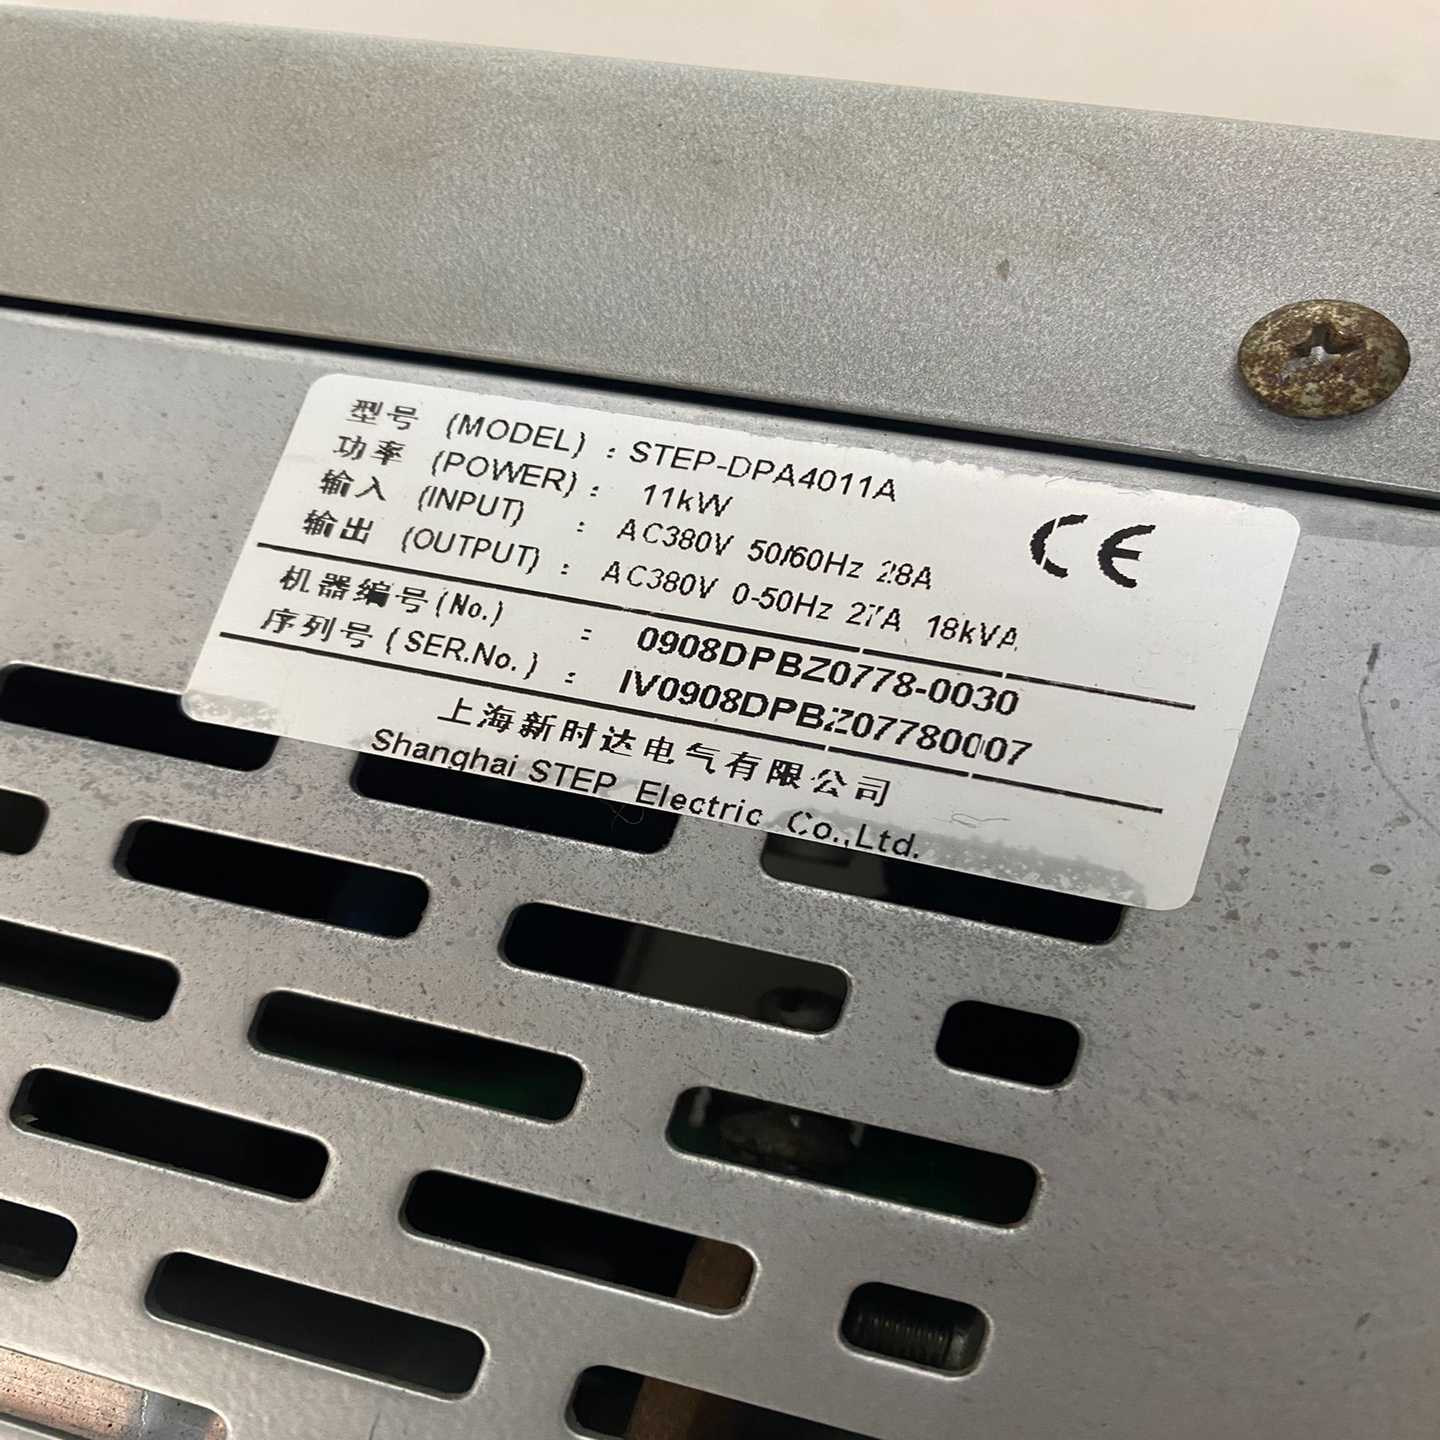 型号 (MODEL) : STEP-DPA4011A
功率 (POWER) : 11kW
输入 (INPUT) : AC380V 50/60Hz 28A
输出 (OUTPUT) : AC380V 0-50Hz 27A 18kVA
CE
机器编号(No.) : 0908DPBZ0778-0030
序列号(SER.No.) : IV0908DPBZ07780007
上海新时达电气有限公司
Shanghai STEP Electric Co.,Ltd.